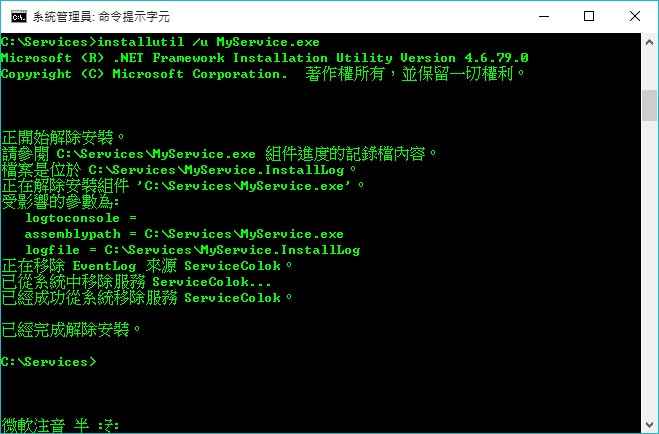 系統管理員: 命令提示字元
C:\Services>installutil /u MyService.exe
Microsoft (R) .NET Framework Installation Utility Version 4.6.79.0
Copyright (C) Microsoft Corporation.  著作權所有，並保留一切權利。
正開始解除安裝。
請參閱 C:\Services\MyService.exe 組件進度的記錄檔內容。
檔案是位於 C:\Services\MyService.InstallLog。
正在解除安裝組件 'C:\Services\MyService.exe'。
受影響的參數為:
   logtoconsole =
   assemblypath = C:\Services\MyService.exe
   logfile = C:\Services\MyService.InstallLog
正在移除 EventLog 來源 ServiceColok。
已從系統中移除服務 ServiceColok...
已經成功從系統移除服務 ServiceColok。
已經完成解除安裝。
C:\Services>
微軟注音 半 :